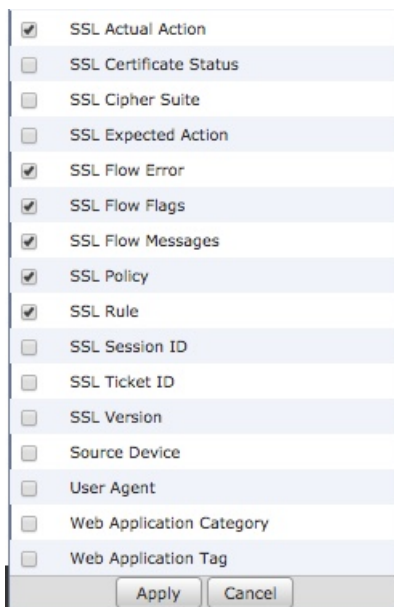 SSL Actual Action
SSL Certificate Status
SSL Cipher Suite
SSL Expected Action
SSL Flow Error
SSL Flow Flags
SSL Flow Messages
SSL Policy
SSL Rule
SSL Session ID
SSL Ticket ID
SSL Version
Source Device
User Agent
Web Application Category
Web Application Tag
Apply Cancel